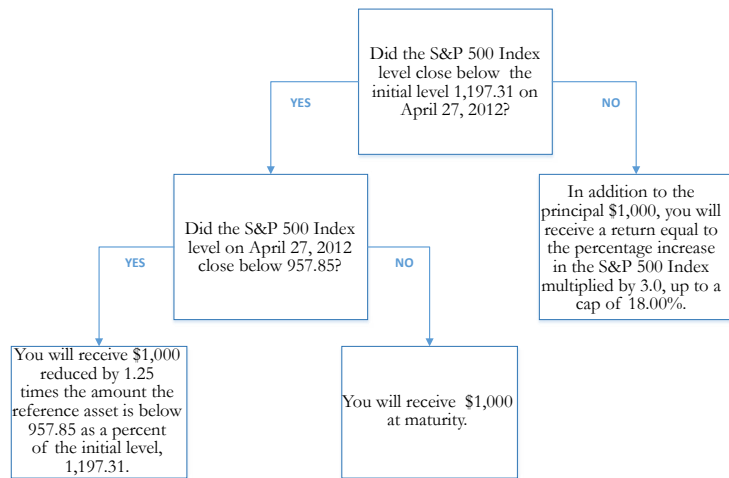 Did the S&P 500 Index
level close below the
initial level 1,197.31 on
April 27, 2012?
YES
NO
Did the S&P 500 Index
level on April 27, 2012
close below 957.85?
In addition to the
principal $1,000, you will
receive a return equal to
the percentage increase
in the S&P 500 Index
multiplied by 3.0, up to a
cap of 18.00%.
YES
NO
You will receive $1,000
reduced by 1.25
times the amount the
reference asset is below
957.85 as a percent
of the initial level,
1,197.31.
You will receive $1,000
at maturity.